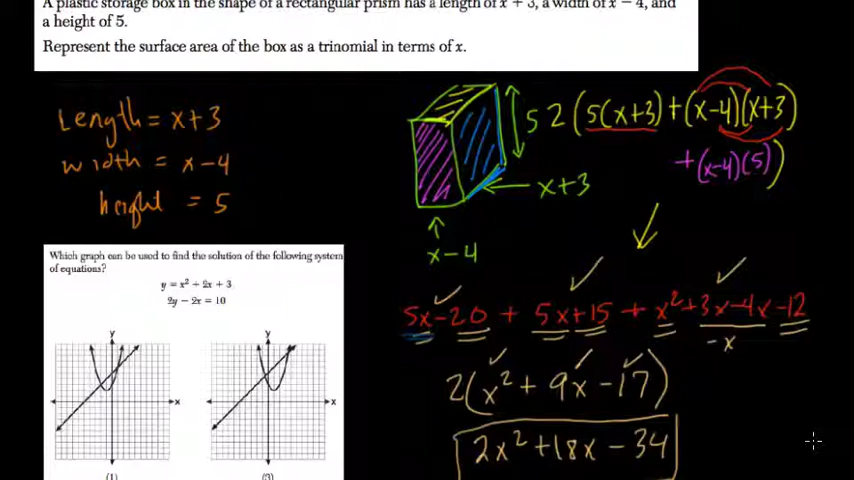 A plastic storage box in the shape of a rectangular prism has a length of x + 3, a width of x − 4, and
a height of 5.
Represent the surface area of the box as a trinomial in terms of x.
Length = x+3
width = x-4
height = 5
5
x+3
x-4
2(5(x+3)+(x-4)(x+3)
+(x-4)(5))
5x-20 + 5x+15 + x²+3x-4x-12
-x
2(x² + 9x -17)
2x² +18x - 34
Which graph can be used to find the solution of the following system
of equations?
y = x² + 2x + 3
2y − 2x = 10
y
x
(1)
y
x
(3)